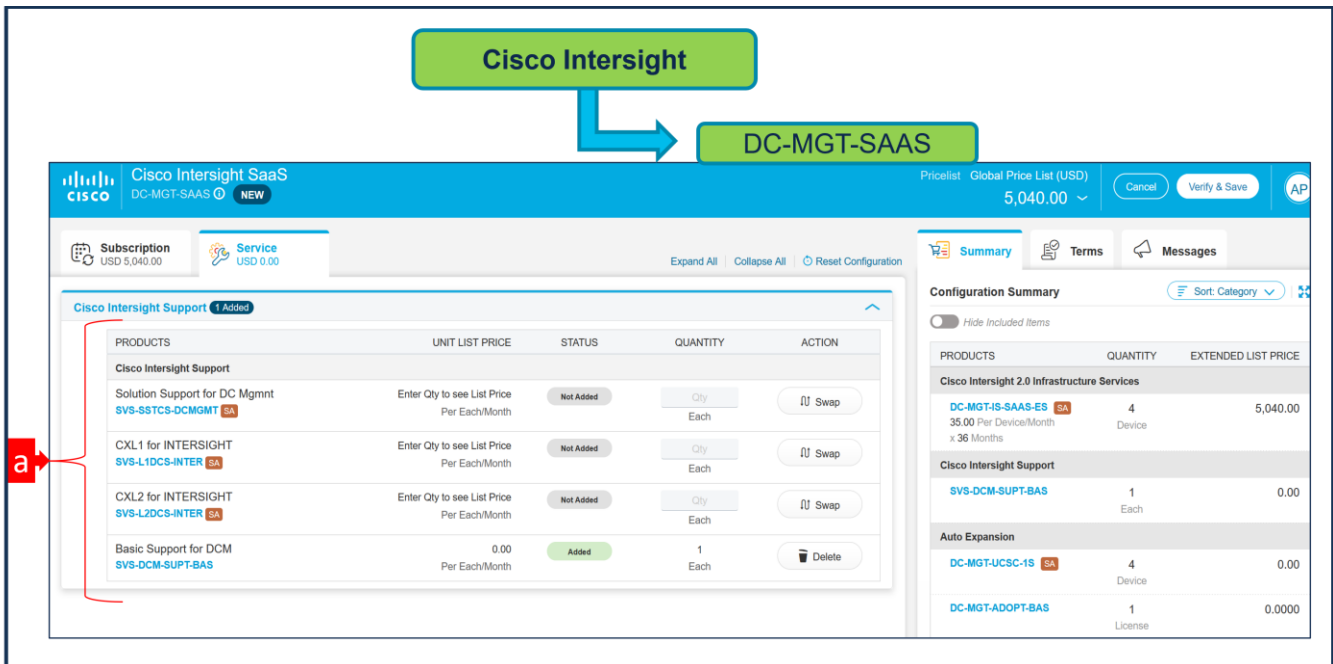 Cisco Intersight
DC-MGT-SAAS
CISCO
Cisco Intersight SaaS
DC-MGT-SAAS NEW
Pricelist Global Price List (USD)
5,040.00
Cancel
Verify & Save
AP
Subscription
USD 5,040.00
Service
USD 0.00
Expand All
Collapse All
Reset Configuration
Cisco Intersight Support 1 Added
PRODUCTS UNIT LIST PRICE STATUS QUANTITY ACTION
Cisco Intersight Support
Solution Support for DC Mgmnt Enter Qty to see List Price Not Added Qty Swap
SVS-SSTCS-DCMGMT SA Per Each/Month Each
CXL1 for INTERSIGHT Enter Qty to see List Price Not Added Qty Swap
SVS-L1DCS-INTER SA Per Each/Month Each
a
CXL2 for INTERSIGHT Enter Qty to see List Price Not Added Qty Swap
SVS-L2DCS-INTER SA Per Each/Month Each
Basic Support for DCM 0.00 Added 1 Delete
SVS-DCM-SUPT-BAS Per Each/Month Each
Summary
Terms
Messages
Configuration Summary
Sort: Category
Hide Included Items
PRODUCTS QUANTITY EXTENDED LIST PRICE
Cisco Intersight 2.0 Infrastructure Services
DC-MGT-IS-SAAS-ES SA 4 5,040.00
35.00 Per Device/Month Device
x 36 Months
Cisco Intersight Support
SVS-DCM-SUPT-BAS 1 0.00
Each
Auto Expansion
DC-MGT-UCSC-1S SA 4 0.00
Device
DC-MGT-ADOPT-BAS 1 0.0000
License